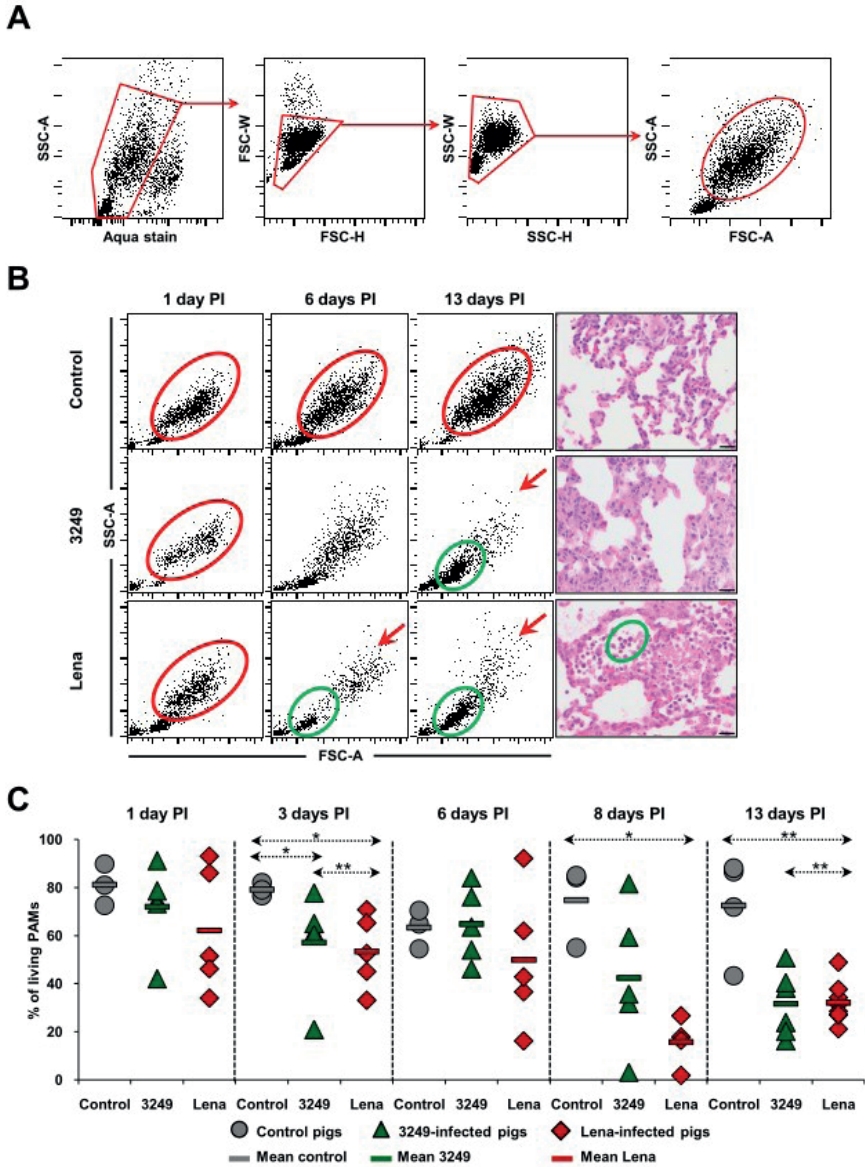 A
SSC-A
Aqua stain
FSC-W
FSC-H
SSC-W
SSC-H
SSC-A
FSC-A
B
1 day PI 6 days PI 13 days PI
Control
3249
Lena
SSC-A
FSC-A
C
1 day PI 3 days PI 6 days PI 8 days PI 13 days PI
% of living PAMs
100
80
60
40
20
0
* * ** * ** **
Control 3249 Lena Control 3249 Lena Control 3249 Lena Control 3249 Lena Control 3249 Lena
Control pigs 3249-infected pigs Lena-infected pigs
Mean control Mean 3249 Mean Lena